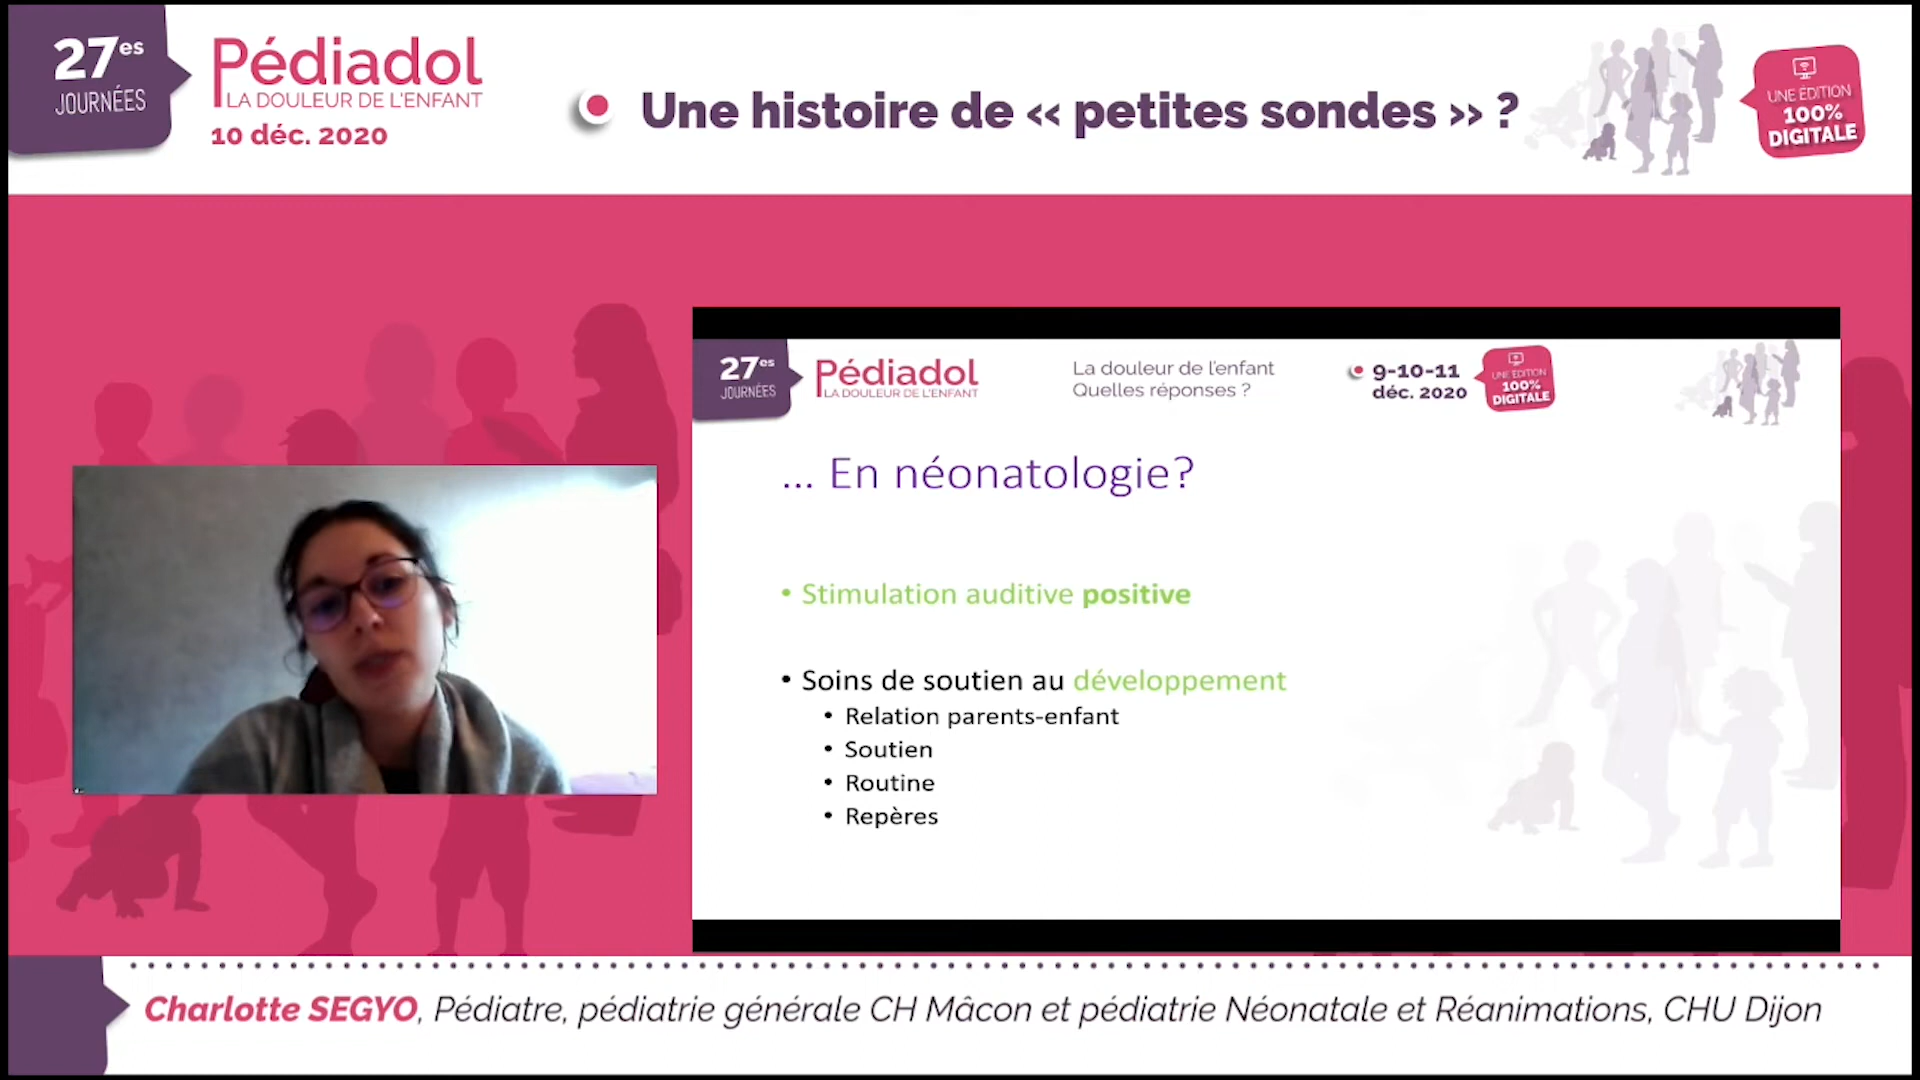 27es
JOURNÉES
Pédiadol
LA DOULEUR DE L'ENFANT
10 déc. 2020
Une histoire de « petites sondes » ?
UNE ÉDITION
100%
DIGITALE
27es
JOURNÉES
Pédiadol
LA DOULEUR DE L'ENFANT
La douleur de l'enfant
Quelles réponses ?
9-10-11
déc. 2020
UNE ÉDITION
100%
DIGITALE
... En néonatologie?
• Stimulation auditive positive
• Soins de soutien au développement
• Relation parents-enfant
• Soutien
• Routine
• Repères
Charlotte SEGYO, Pédiatre, pédiatrie générale CH Mâcon et pédiatrie Néonatale et Réanimations, CHU Dijon